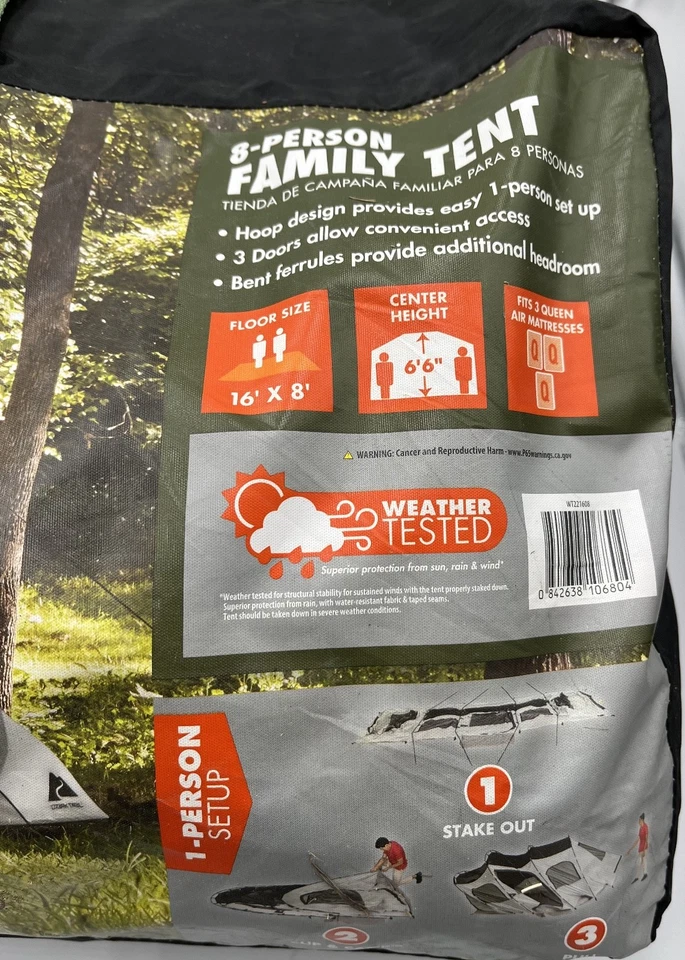 8-PERSON
FAMILY TENT
TIENDA DE CAMPAÑA FAMILIAR PARA 8 PERSONAS
• Hoop design provides easy 1-person set up
• 3 Doors allow convenient access
• Bent ferrules provide additional headroom
FLOOR SIZE
16' X 8'
CENTER
HEIGHT
6'6"
FITS 3 QUEEN
AIR MATTRESSES
Q Q
Q
WARNING: Cancer and Reproductive Harm - www.P65warnings.ca.gov
WEATHER
TESTED
Superior protection from sun, rain & wind*
*Weather tested for structural stability for sustained winds with the tent properly staked down.
Superior protection from rain, with water-resistant fabric & taped seams.
Tent should be taken down in severe weather conditions.
WT221608
0 842638 106804
OZARK TRAIL
1-PERSON
SETUP
1
STAKE OUT
2
3